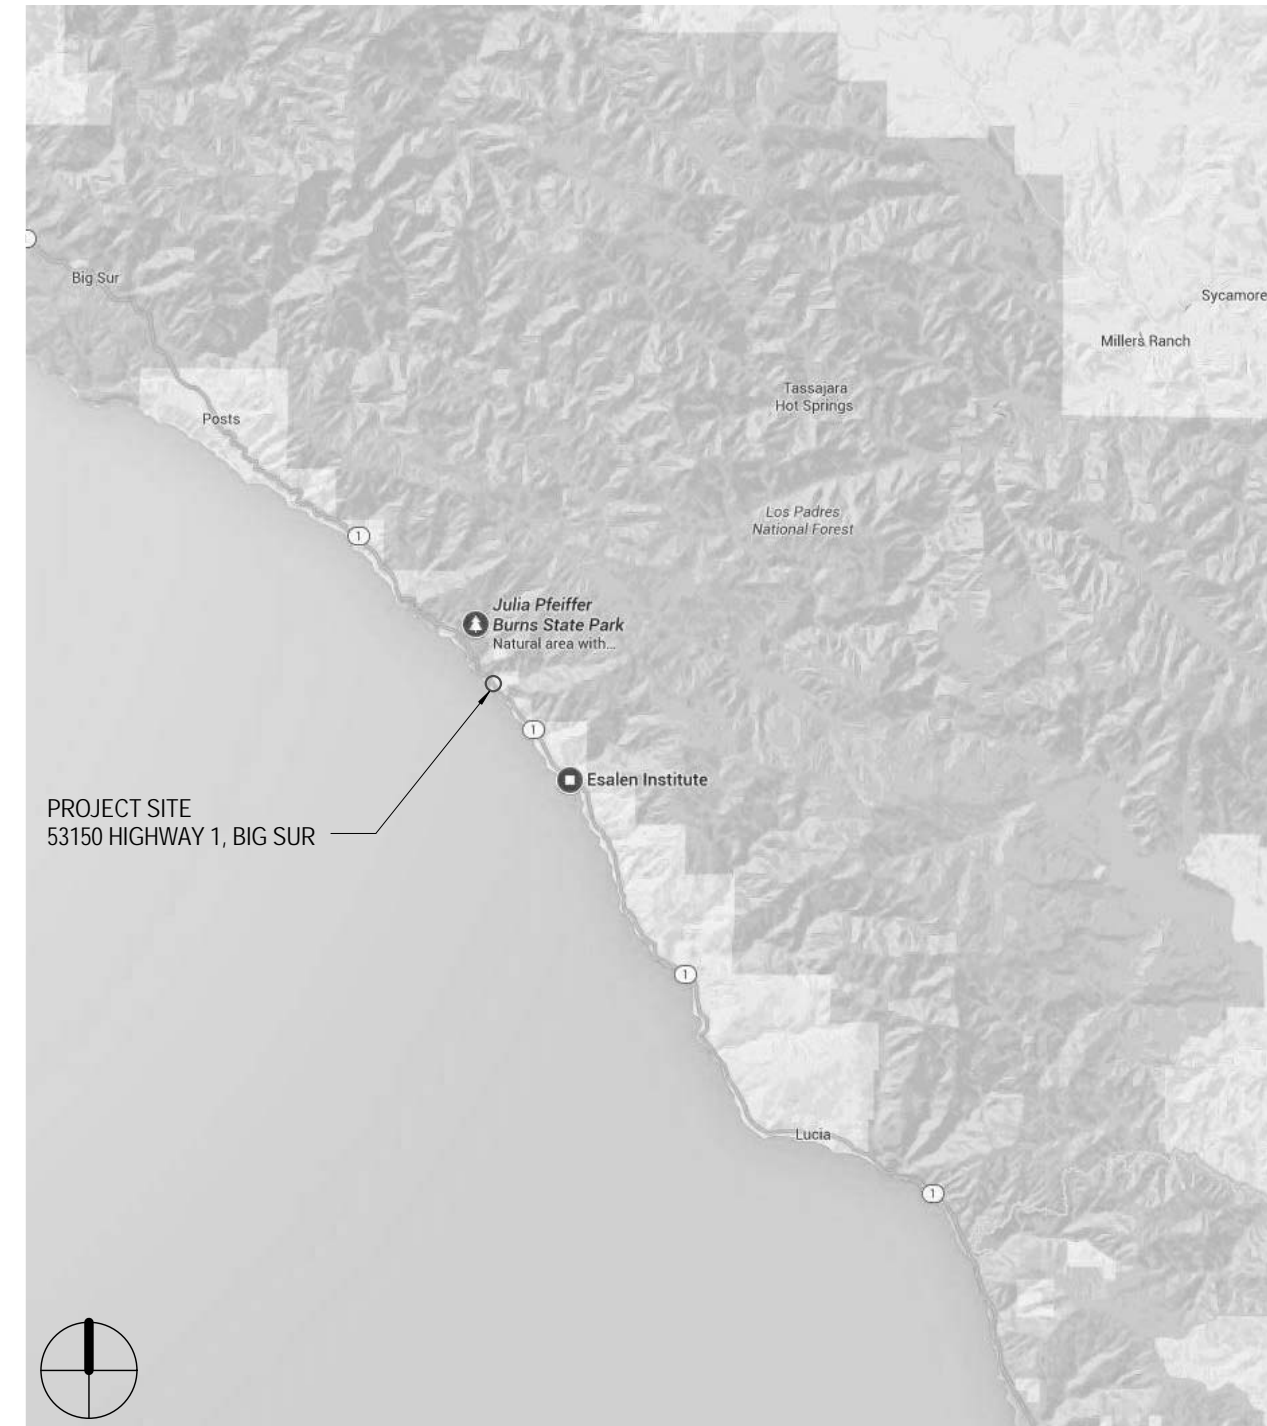 1
Big Sur
Sycamore
Millers Ranch
Tassajara
Hot Springs
Posts
Los Padres
National Forest
1
Julia Pfeiffer
Burns State Park
Natural area with...
1
Esalen Institute
PROJECT SITE
53150 HIGHWAY 1, BIG SUR
1
Lucia
1